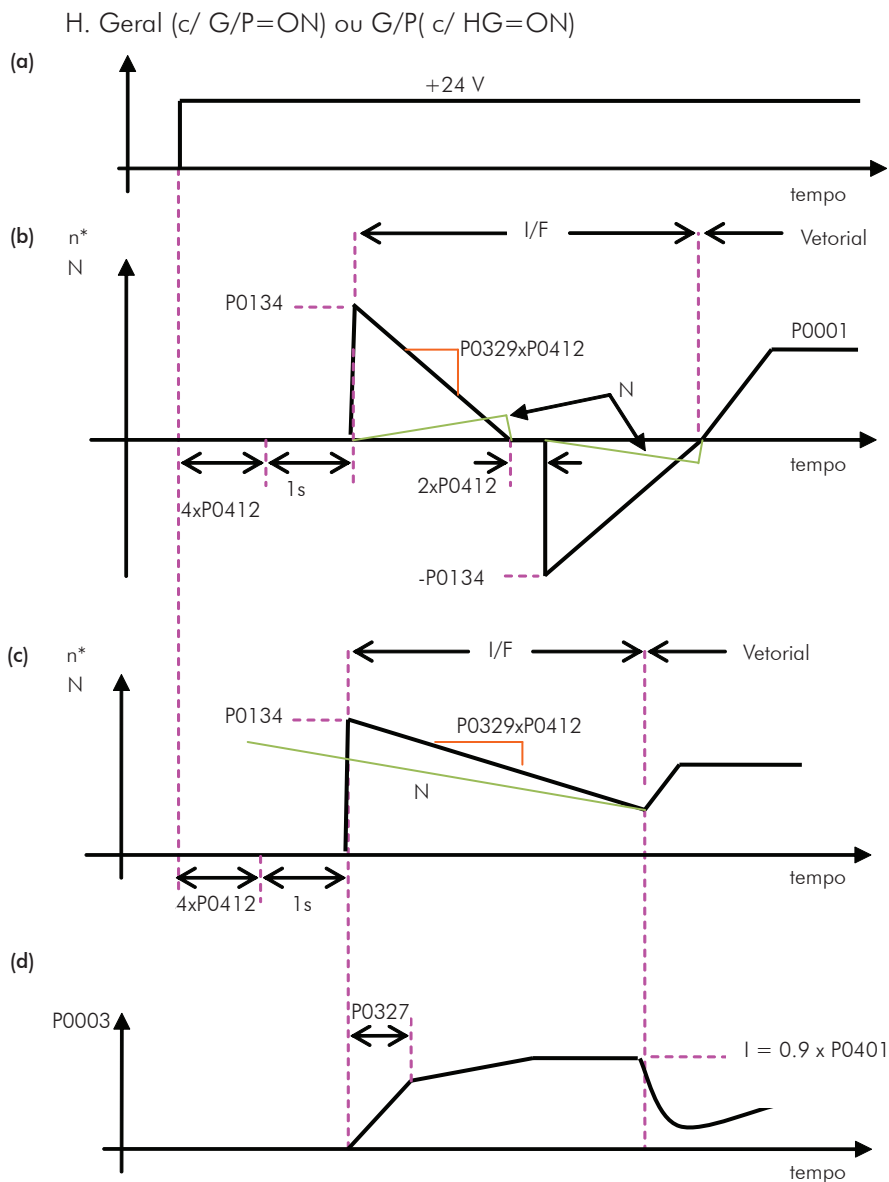 H. Geral (c/ G/P=ON) ou G/P( c/ HG=ON)
(a)
+24 V
tempo
(b)
n*
N
I/F
Vetorial
P0134
P0329xP0412
P0001
N
tempo
4xP0412
1s
2xP0412
-P0134
(c)
n*
N
I/F
Vetorial
P0134
P0329xP0412
N
tempo
4xP0412
1s
(d)
P0003
P0327
I = 0.9 x P0401
tempo